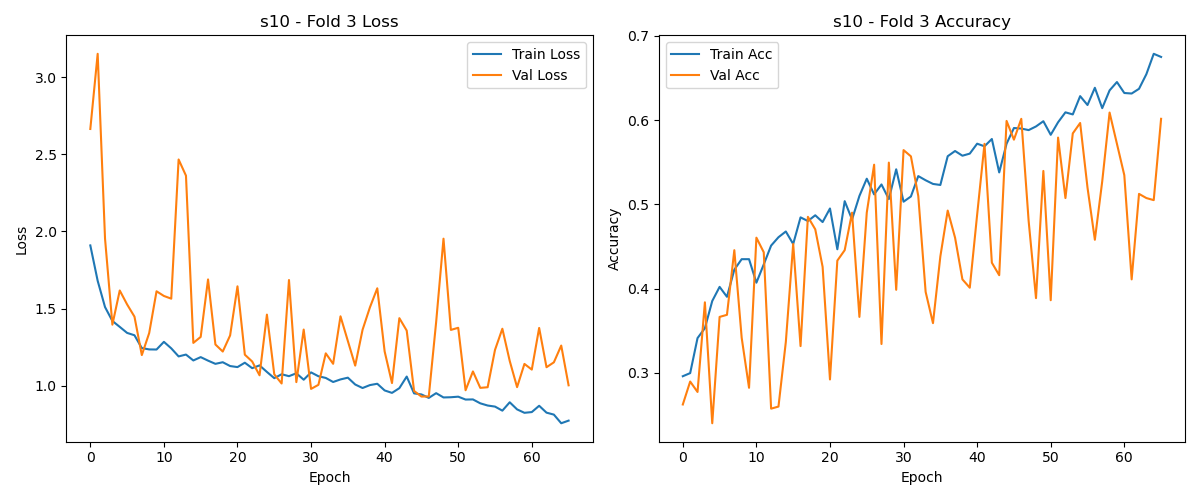 s10 - Fold 3 Loss
Train Loss
Val Loss
3.0
2.5
2.0
1.5
1.0
Loss
0 10 20 30 40 50 60
Epoch
s10 - Fold 3 Accuracy
Train Acc
Val Acc
0.7
0.6
0.5
0.4
0.3
Accuracy
0 10 20 30 40 50 60
Epoch